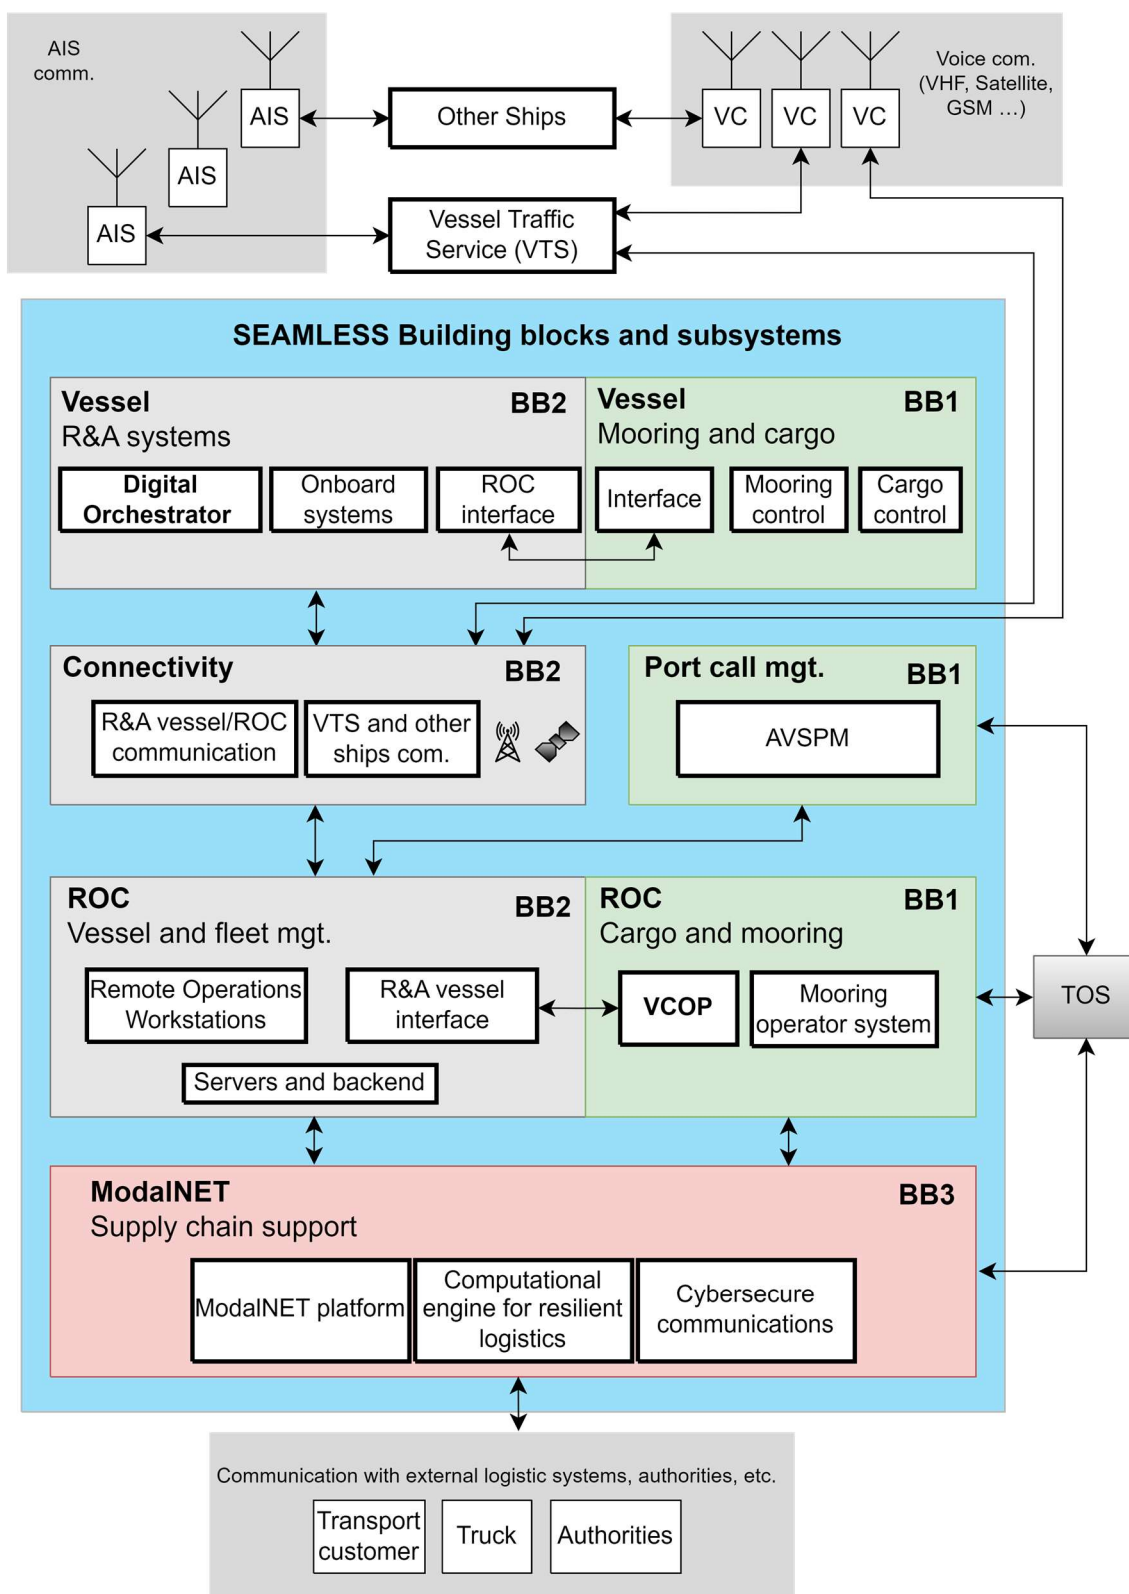 AIS
comm.
AIS
AIS
AIS
Other Ships
VC
VC
VC
Voice com.
(VHF, Satellite,
GSM ...)
Vessel Traffic
Service (VTS)
SEAMLESS Building blocks and subsystems
Vessel
BB2
R&A systems
Digital
Orchestrator
Onboard
systems
ROC
interface
Vessel
BB1
Mooring and cargo
Interface
Mooring
control
Cargo
control
Connectivity
BB2
R&A vessel/ROC
communication
VTS and other
ships com.
Port call mgt.
BB1
AVSPM
ROC
BB2
Vessel and fleet mgt.
Remote Operations
Workstations
R&A vessel
interface
Servers and backend
ROC
BB1
Cargo and mooring
VCOP
Mooring
operator system
TOS
ModalNET
BB3
Supply chain support
ModalNET platform
Computational
engine for resilient
logistics
Cybersecure
communications
Communication with external logistic systems, authorities, etc.
Transport
customer
Truck
Authorities